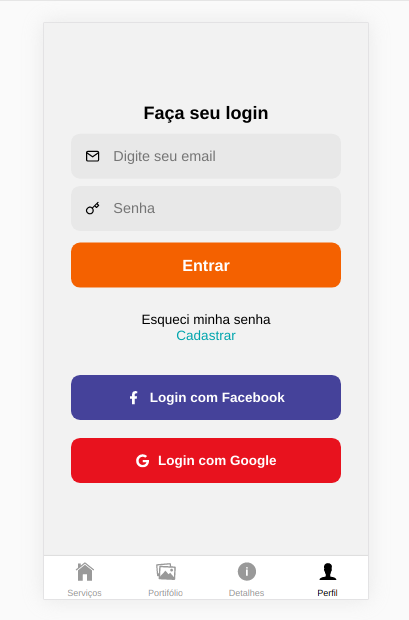 Faça seu login
Digite seu email
Senha
Entrar
Esqueci minha senha
Cadastrar
Login com Facebook
Login com Google
Serviços
Portifólio
Detalhes
Perfil